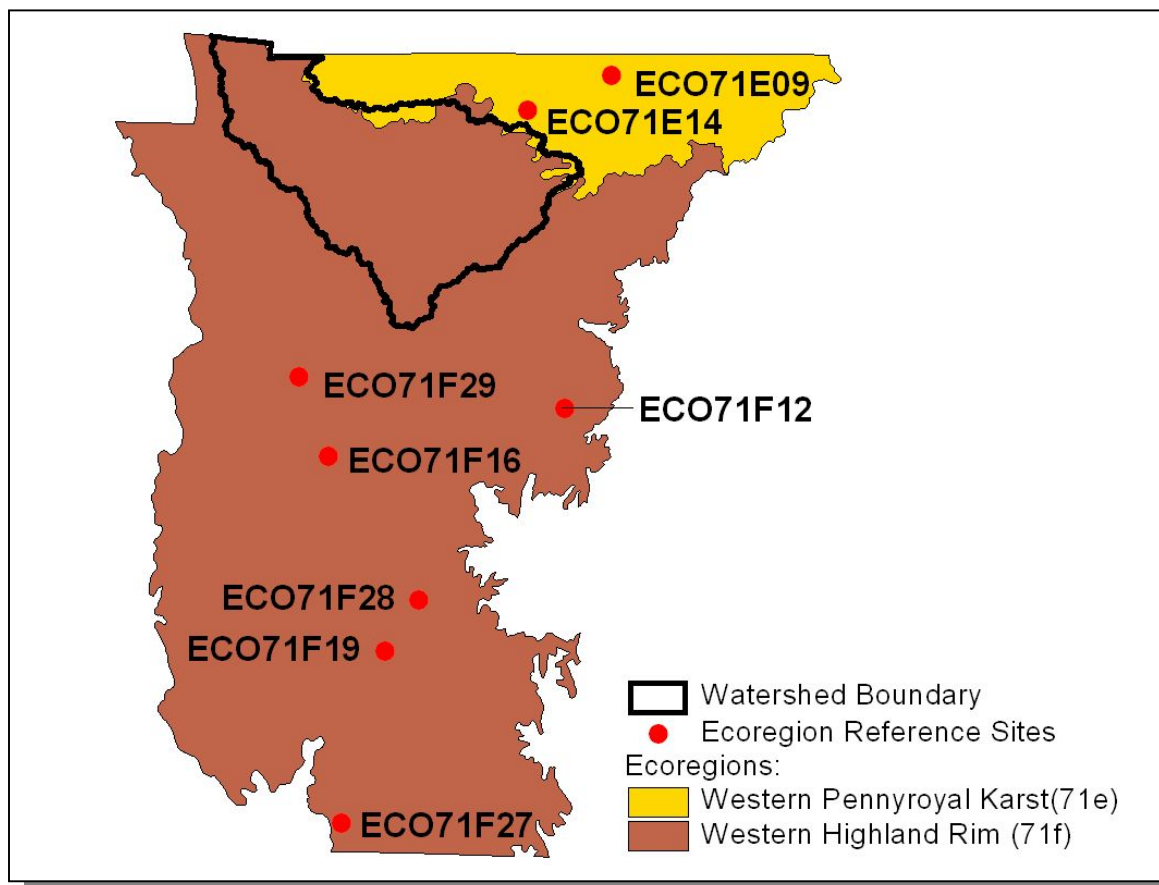 ECO71E09
ECO71E14
ECO71F29
ECO71F12
ECO71F16
ECO71F28
ECO71F19
ECO71F27
Watershed Boundary
Ecoregion Reference Sites
Ecoregions:
Western Pennyroyal Karst(71e)
Western Highland Rim (71f)